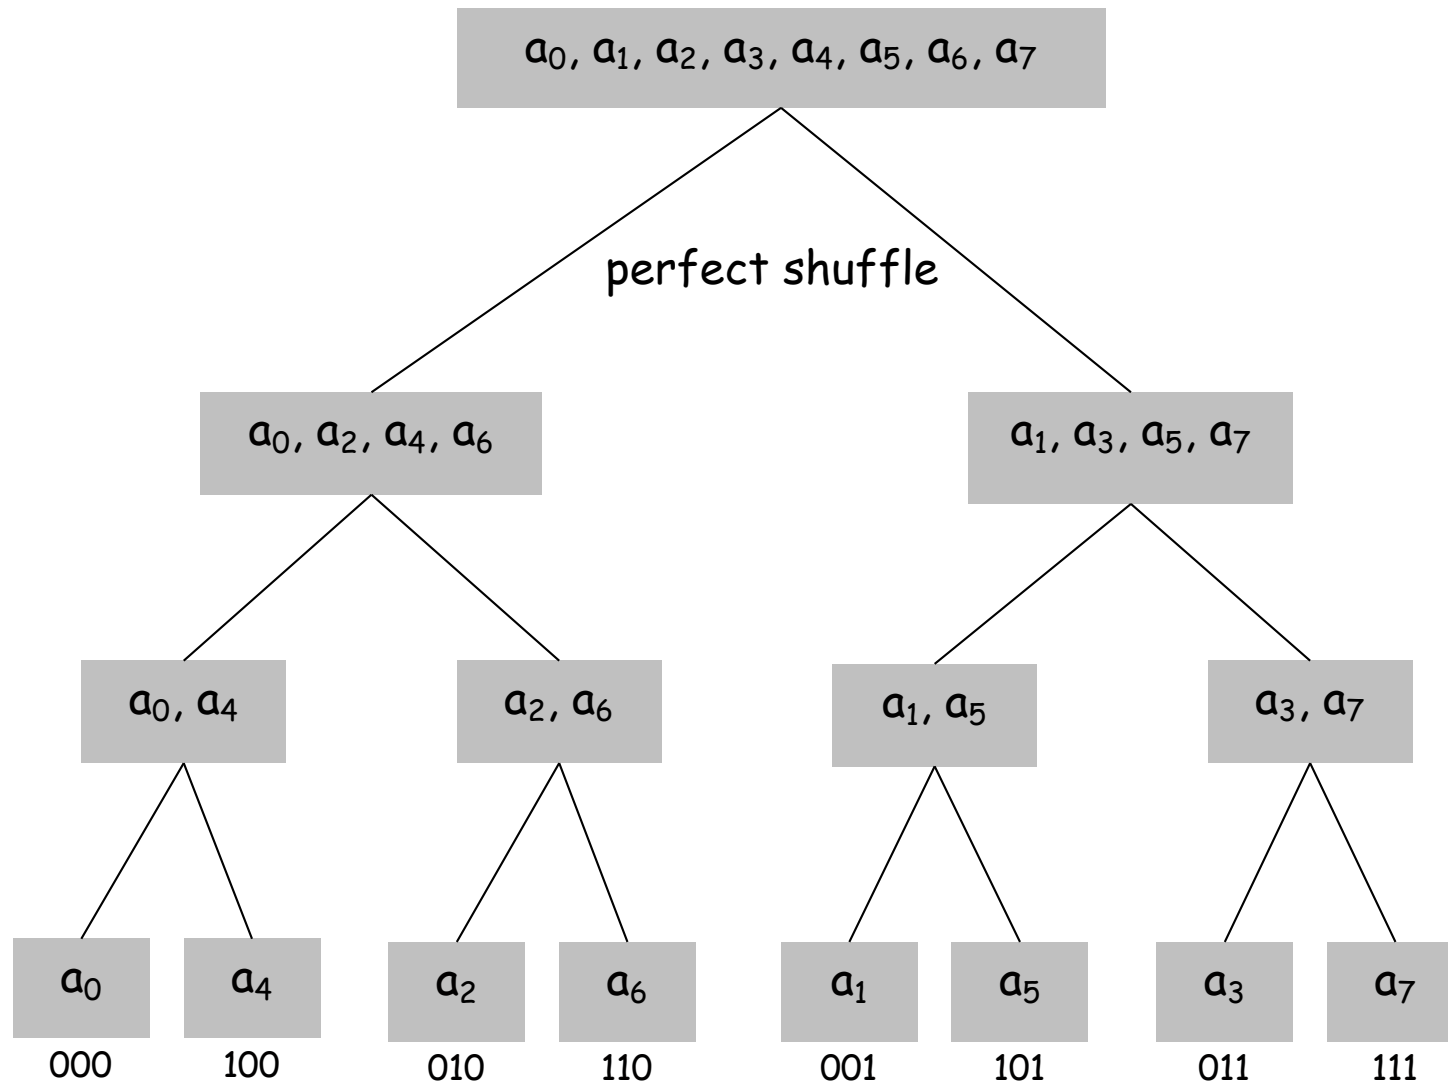 a₀, a₁, a₂, a₃, a₄, a₅, a₆, a₇
perfect shuffle
a₀, a₂, a₄, a₆
a₁, a₃, a₅, a₇
a₀, a₄
a₂, a₆
a₁, a₅
a₃, a₇
a₀
a₄
a₂
a₆
a₁
a₅
a₃
a₇
000
100
010
110
001
101
011
111